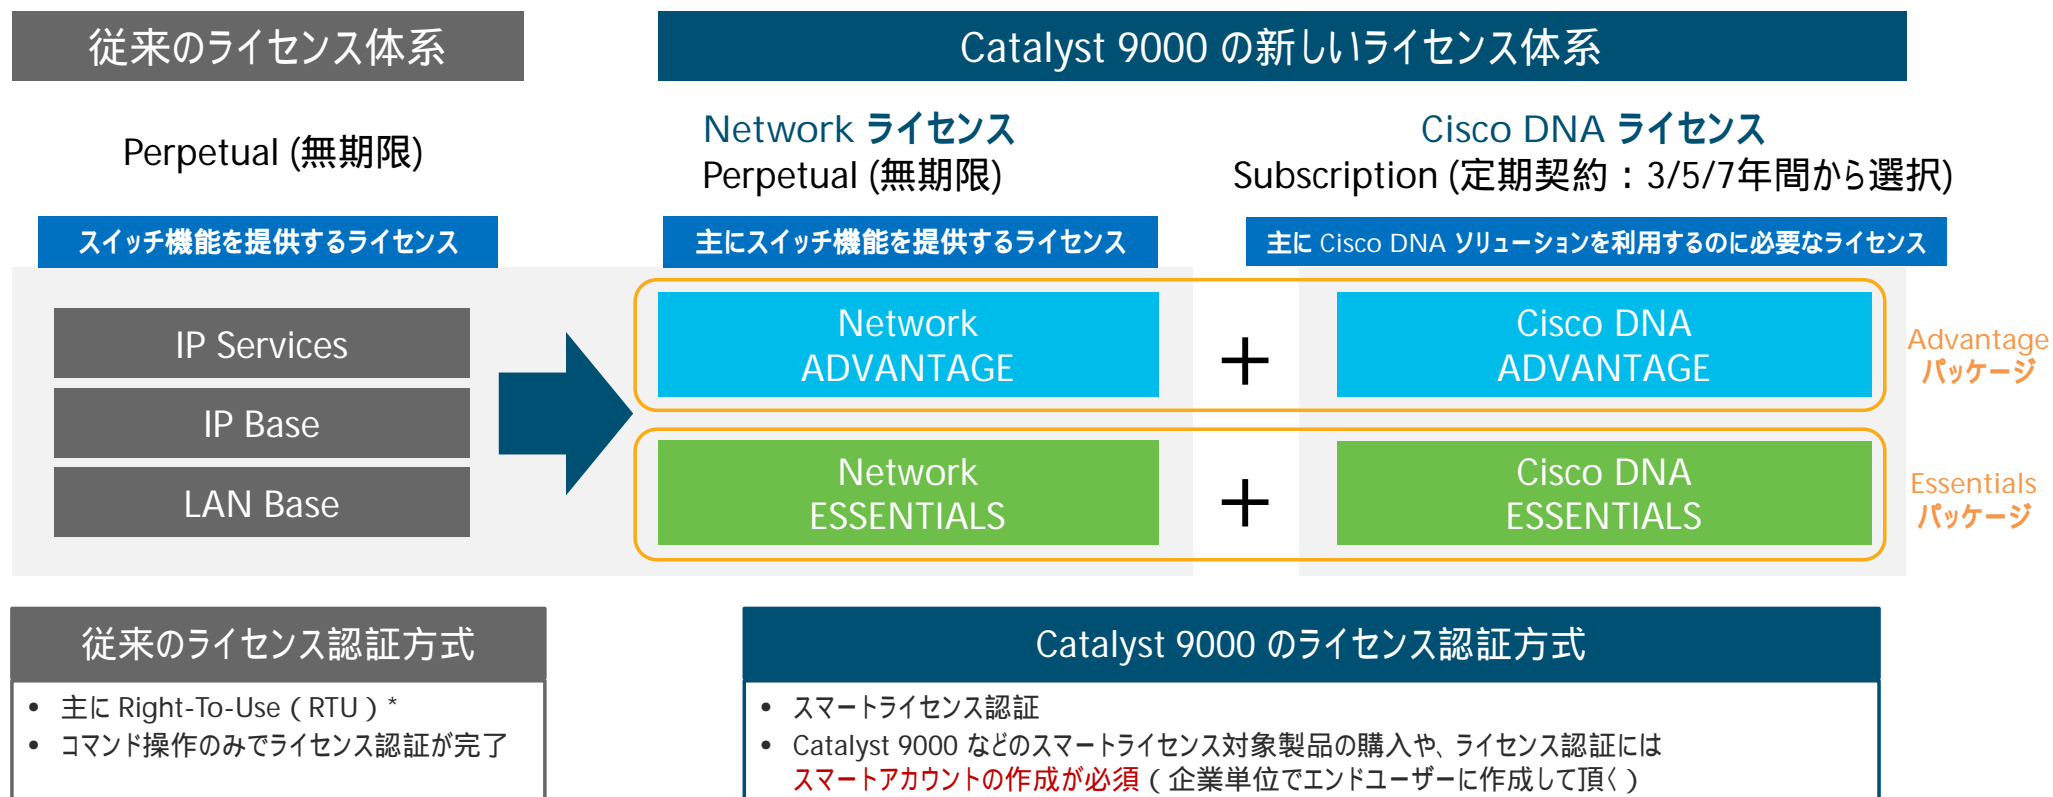 従来のライセンス体系
Catalyst 9000 の新しいライセンス体系
Perpetual (無期限)
Network ライセンス
Perpetual (無期限)
Cisco DNA ライセンス
Subscription (定期契約：3/5/7年間から選択)
スイッチ機能を提供するライセンス
主にスイッチ機能を提供するライセンス
主に Cisco DNA ソリューションを利用するのに必要なライセンス
IP Services
IP Base
LAN Base
Network
ADVANTAGE
+
Cisco DNA
ADVANTAGE
Advantage
パッケージ
Network
ESSENTIALS
+
Cisco DNA
ESSENTIALS
Essentials
パッケージ
従来のライセンス認証方式
• 主に Right-To-Use ( RTU ) *
• コマンド操作のみでライセンス認証が完了
Catalyst 9000 のライセンス認証方式
• スマートライセンス認証
• Catalyst 9000 などのスマートライセンス対象製品の購入や、ライセンス認証には
スマートアカウントの作成が必須 ( 企業単位でエンドユーザーに作成して頂く )